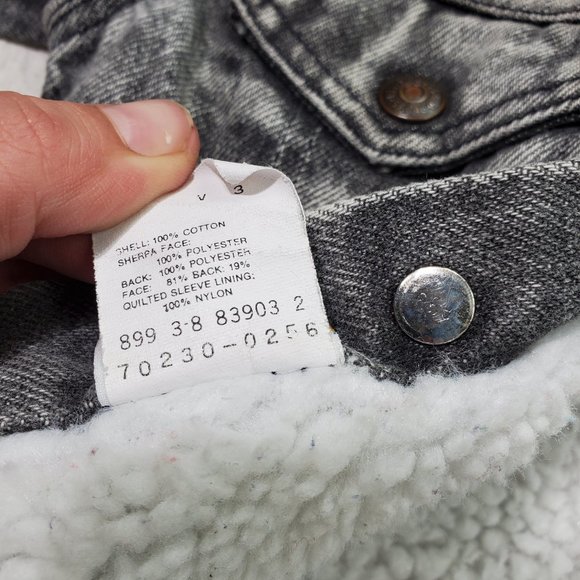 V 3
SHELL: 100% COTTON
SHERPA FACE:
100% POLYESTER
BACK: 100% POLYESTER
FACE: 81% BACK: 19%
QUILTED SLEEVE LINING:
100% NYLON
899 3-8 83903 2
70230-0256